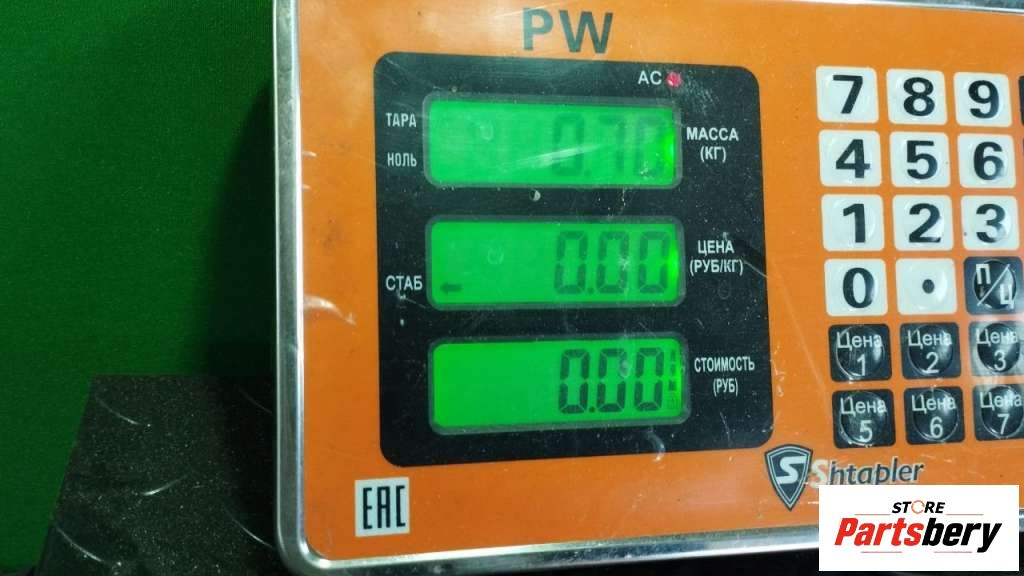 PW
AC
ТАРА
НОЛЬ
0.70
МАССА
(КГ)
СТАБ
0.00
ЦЕНА
(РУБ/КГ)
0.00
СТОИМОСТЬ
(РУБ)
7 8 9
4 5 6
1 2 3
0 . П/Ц
Цена 1 Цена 2 Цена 3
Цена 5 Цена 6 Цена 7
S Shtapler
EAC
STORE
Partsbery